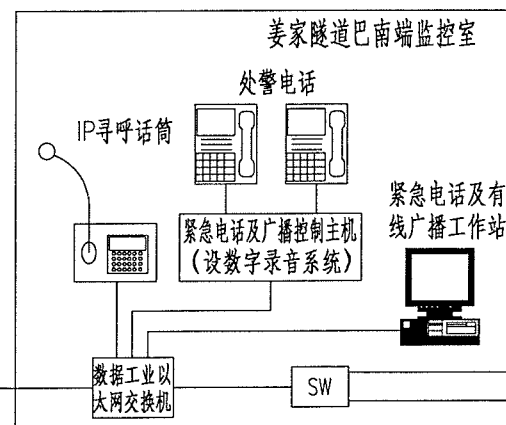 姜家隧道巴南端监控室
处警电话
IP寻呼话筒
紧急电话及有
线广播工作站
紧急电话及广播控制主机
(设数字录音系统)
数据工业以
太网交换机
SW